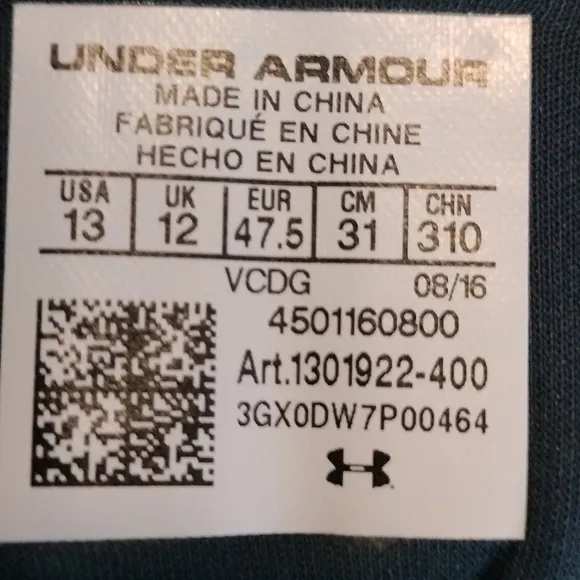 UNDER ARMOUR
MADE IN CHINA
FABRIQUÉ EN CHINE
HECHO EN CHINA
USA UK EUR CM CHN
13 12 47.5 31 310
VCDG 08/16
4501160800
Art.1301922-400
3GX0DW7P00464